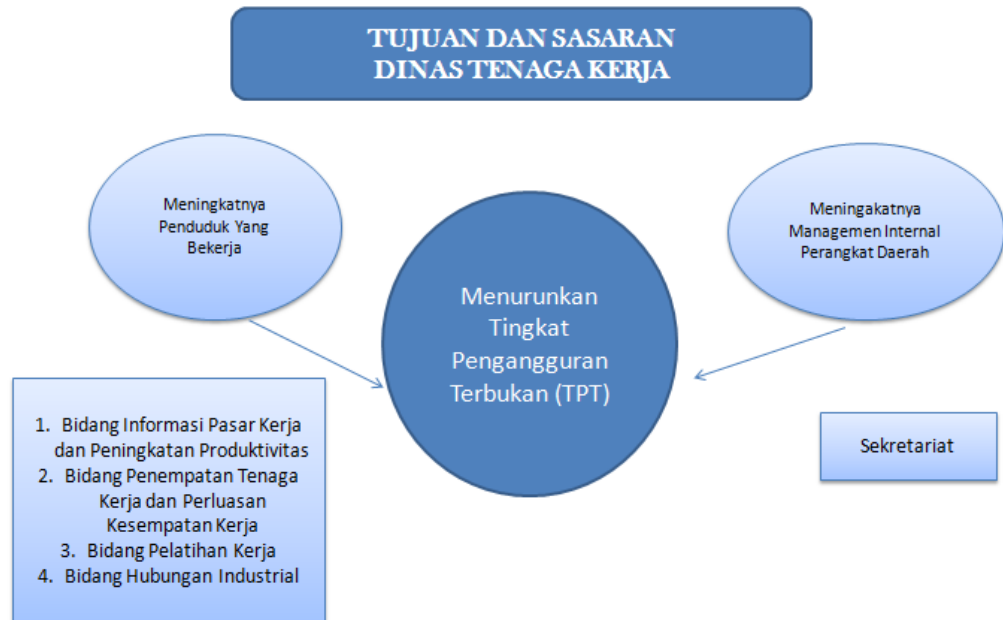 TUJUAN DAN SASARAN
DINAS TENAGA KERJA
Meningkatnya
Penduduk Yang
Bekerja
Meningakatnya
Managemen Internal
Perangkat Daerah
Menurunkan
Tingkat
Pengangguran
Terbukan (TPT)
1. Bidang Informasi Pasar Kerja
dan Peningkatan Produktivitas
2. Bidang Penempatan Tenaga
Kerja dan Perluasan
Kesempatan Kerja
3. Bidang Pelatihan Kerja
4. Bidang Hubungan Industrial
Sekretariat